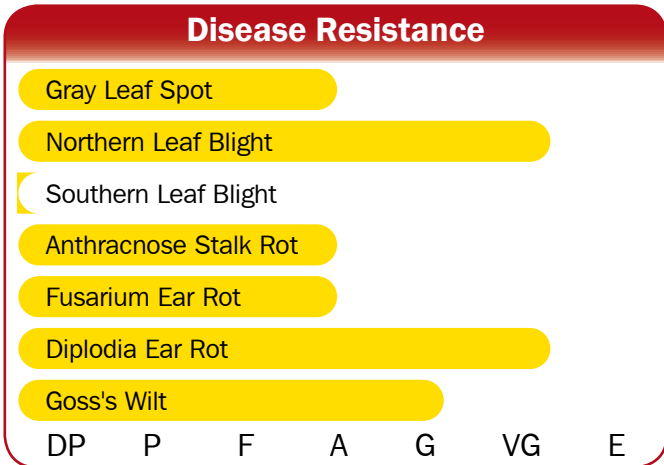 Disease Resistance
Gray Leaf Spot
Northern Leaf Blight
Southern Leaf Blight
Anthracnose Stalk Rot
Fusarium Ear Rot
Diplodia Ear Rot
Goss's Wilt
DP P F A G VG E